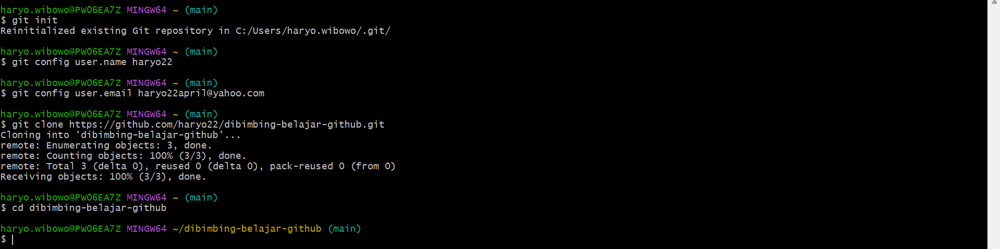 haryo.wibowo@PW06EA7Z MINGW64 ~ (main)
$ git init
Reinitialized existing Git repository in C:/Users/haryo.wibowo/.git/
haryo.wibowo@PW06EA7Z MINGW64 ~ (main)
$ git config user.name haryo22
haryo.wibowo@PW06EA7Z MINGW64 ~ (main)
$ git config user.email haryo22april@yahoo.com
haryo.wibowo@PW06EA7Z MINGW64 ~ (main)
$ git clone https://github.com/haryo22/dibimbing-belajar-github.git
Cloning into 'dibimbing-belajar-github'...
remote: Enumerating objects: 3, done.
remote: Counting objects: 100% (3/3), done.
remote: Total 3 (delta 0), reused 0 (delta 0), pack-reused 0 (from 0)
Receiving objects: 100% (3/3), done.
haryo.wibowo@PW06EA7Z MINGW64 ~ (main)
$ cd dibimbing-belajar-github
haryo.wibowo@PW06EA7Z MINGW64 ~/dibimbing-belajar-github (main)
$